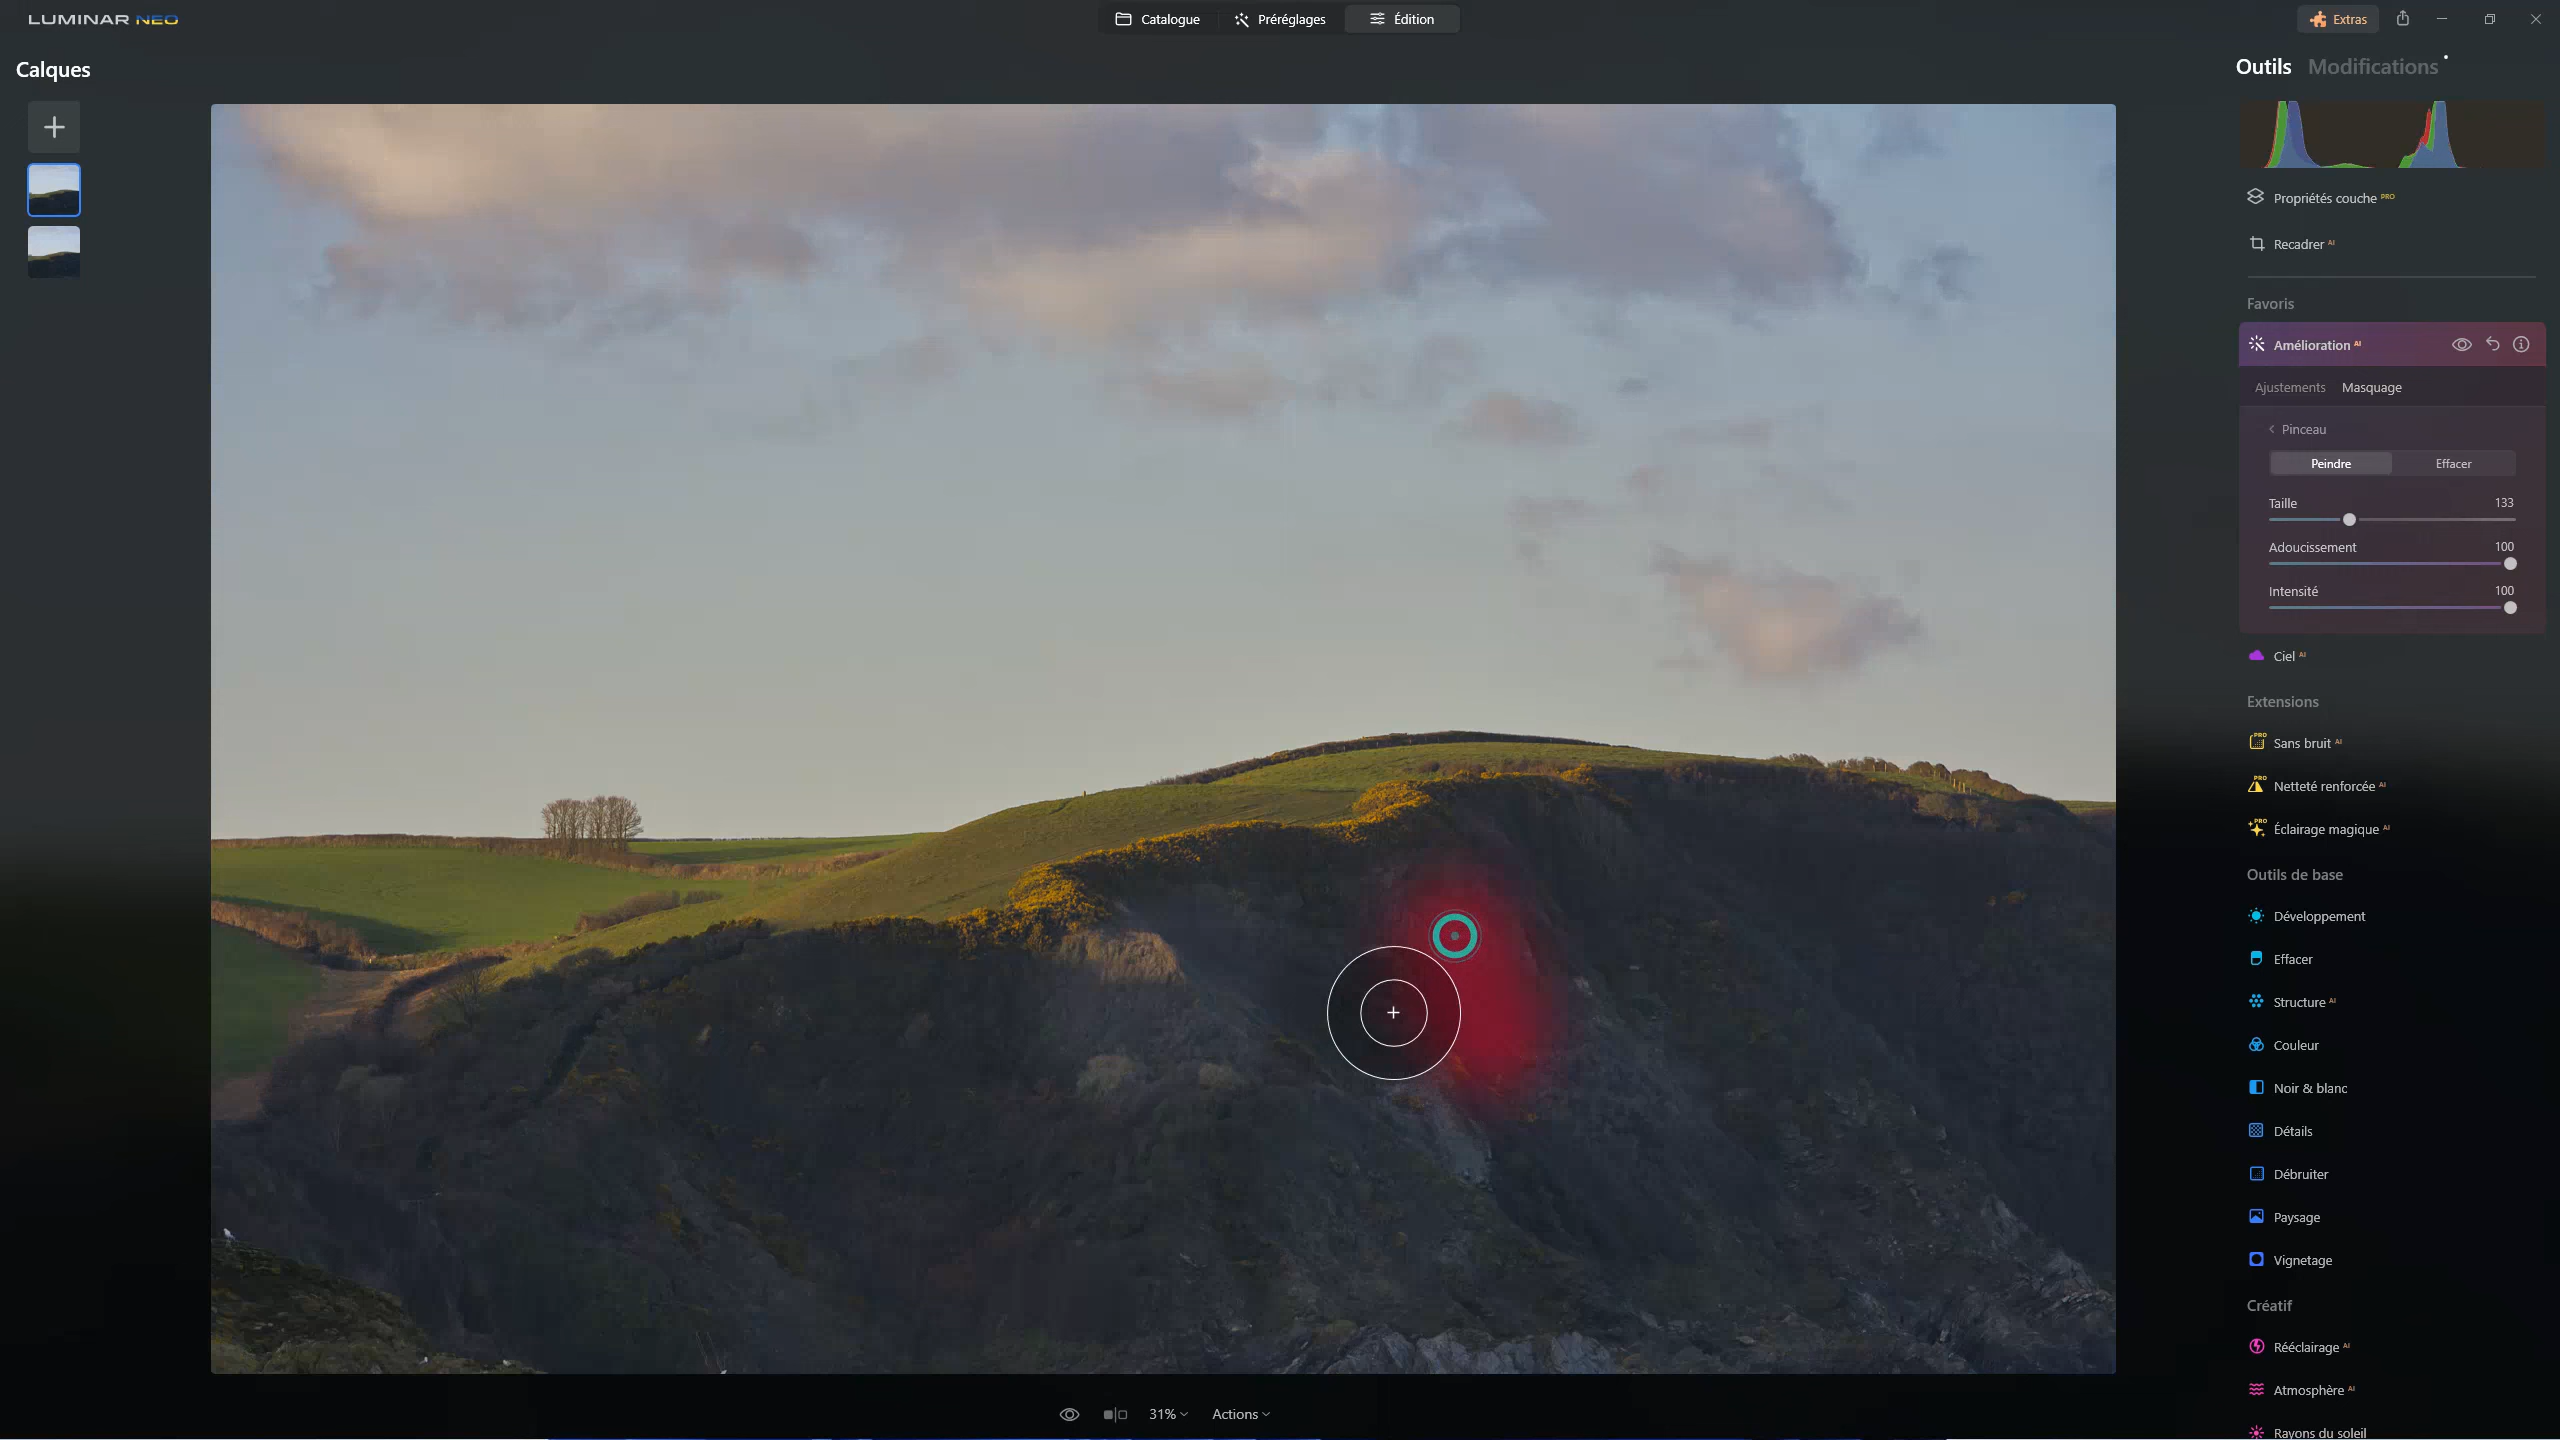 LUMINAR NEO
Catalogue
Préréglages
Édition
Extras
Calques
Outils
Modifications
Propriétés couche PRO
Recadrer AI
Favoris
Amélioration AI
Ajustements
Masquage
Pinceau
Peindre
Effacer
Taille
133
Adoucissement
100
Intensité
100
Ciel AI
Extensions
PRO
Sans bruit AI
PRO
Netteté renforcée AI
PRO
Éclairage magique AI
Outils de base
Développement
Effacer
Structure AI
Couleur
Noir & blanc
Détails
Débruiter
Paysage
Vignetage
Créatif
Rééclairage AI
Atmosphère AI
Rayons du soleil
31%
Actions